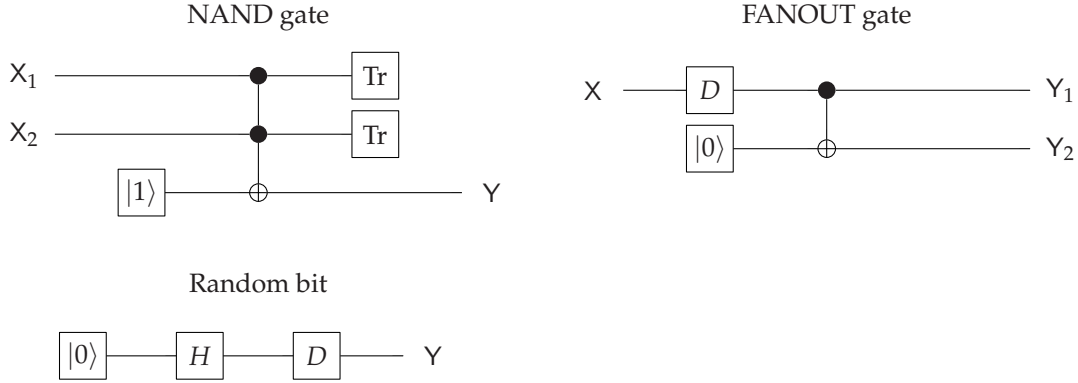 NAND gate
FANOUT gate
X₁
Tr
X₂
Tr
|1⟩
Y
X
D
Y₁
|0⟩
Y₂
Random bit
|0⟩
H
D
Y